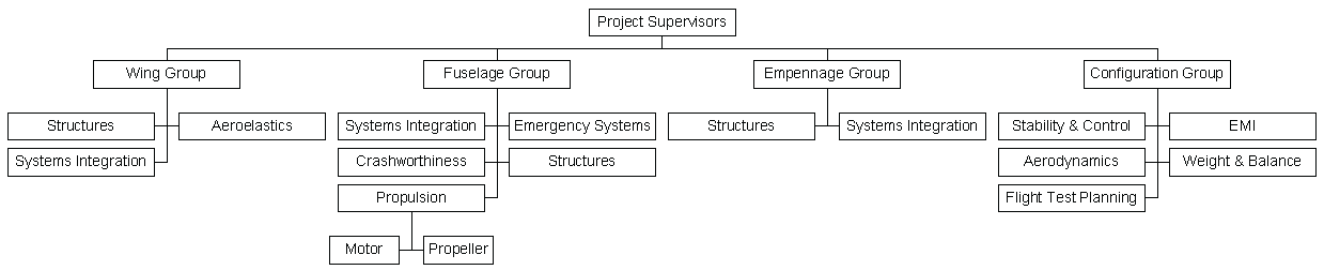 Project Supervisors
Wing Group
Fuselage Group
Empennage Group
Configuration Group
Structures
Aeroelastics
Systems Integration
Emergency Systems
Structures
Systems Integration
Stability & Control
EMI
Systems Integration
Crashworthiness
Structures
Aerodynamics
Weight & Balance
Propulsion
Flight Test Planning
Motor
Propeller